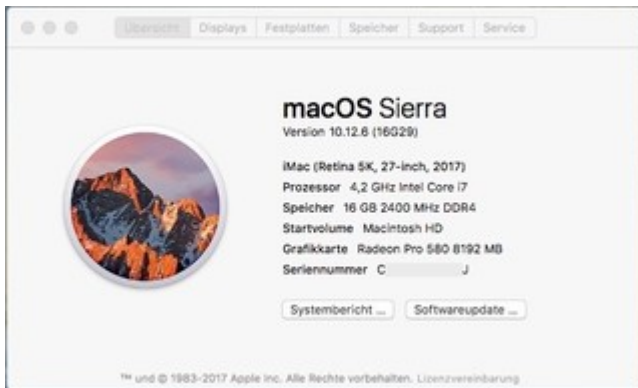 Übersicht Displays Festplatten Speicher Support Service
macOS Sierra
Version 10.12.6 (16G29)
iMac (Retina 5K, 27-inch, 2017)
Prozessor 4,2 GHz Intel Core i7
Speicher 16 GB 2400 MHz DDR4
Startvolume Macintosh HD
Grafikkarte Radeon Pro 580 8192 MB
Seriennummer C J
Systembericht ... Softwareupdate ...
™ und © 1983-2017 Apple Inc. Alle Rechte vorbehalten. Lizenzvereinbarung